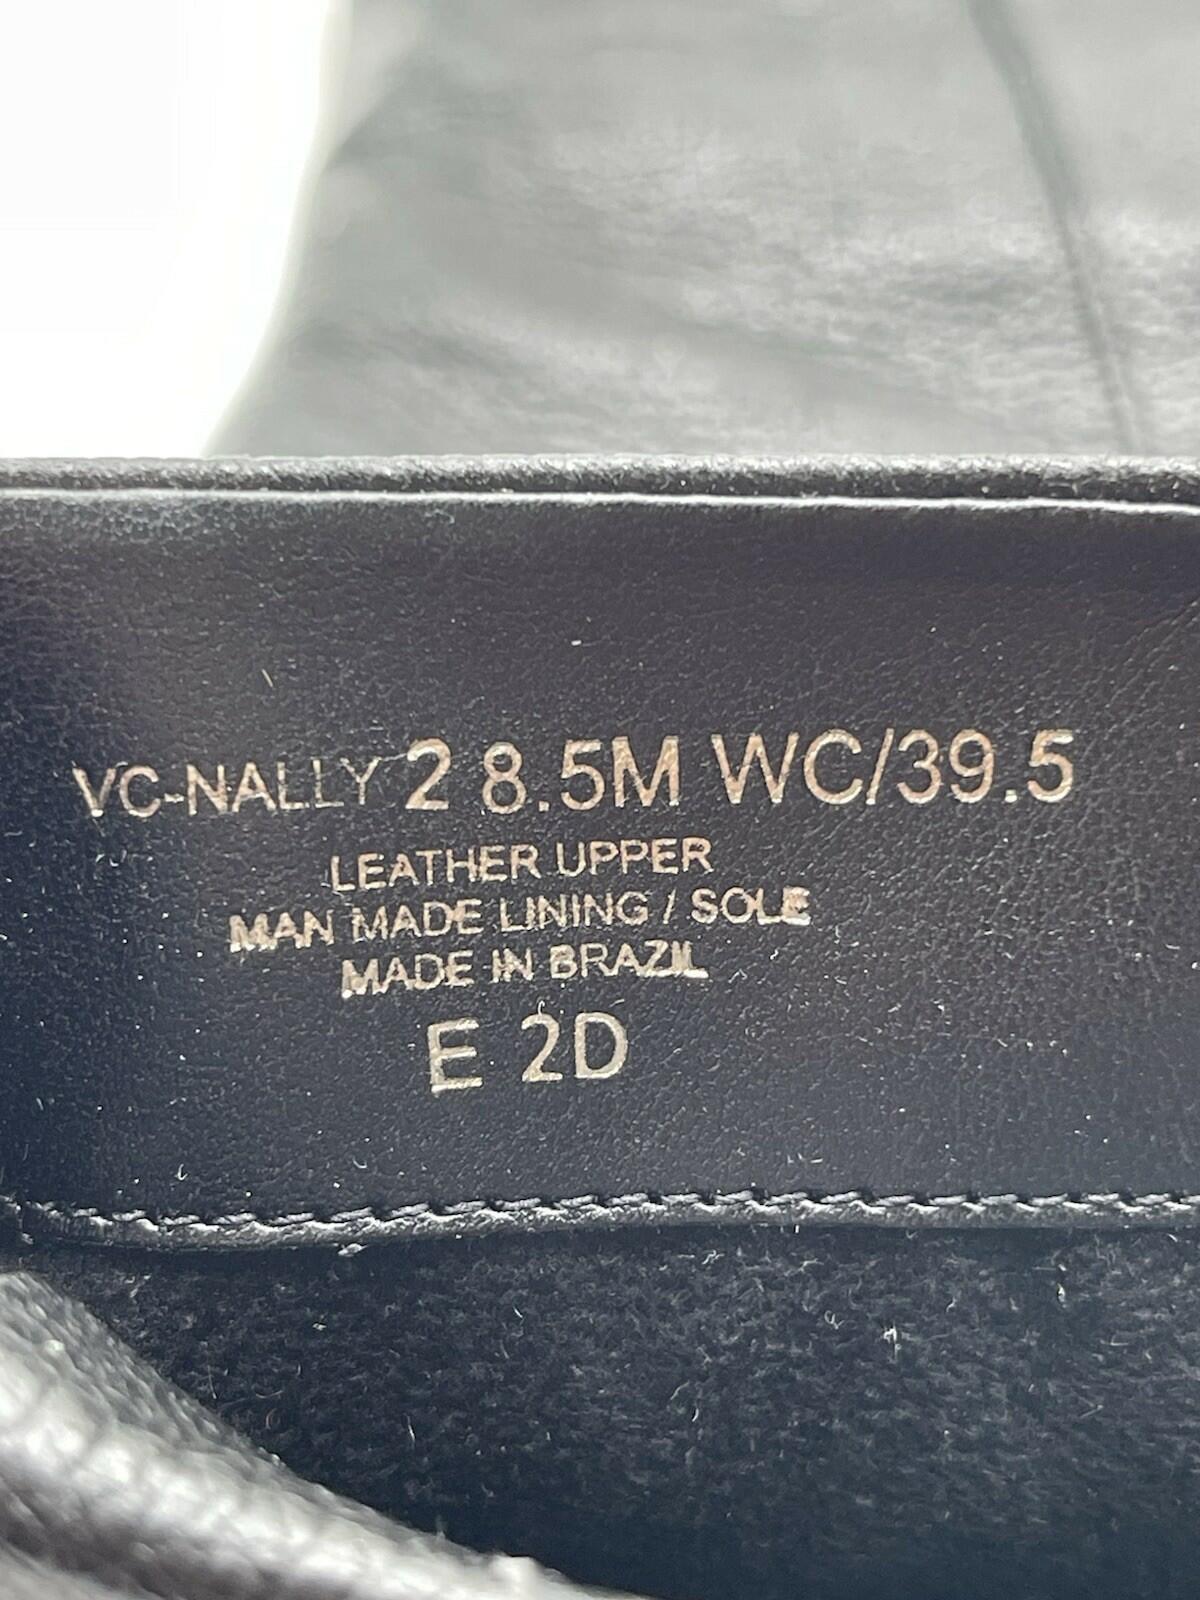 VC-NALLY 2 8.5M WC/39.5
LEATHER UPPER
MAN MADE LINING / SOLE
MADE IN BRAZIL
E 2D